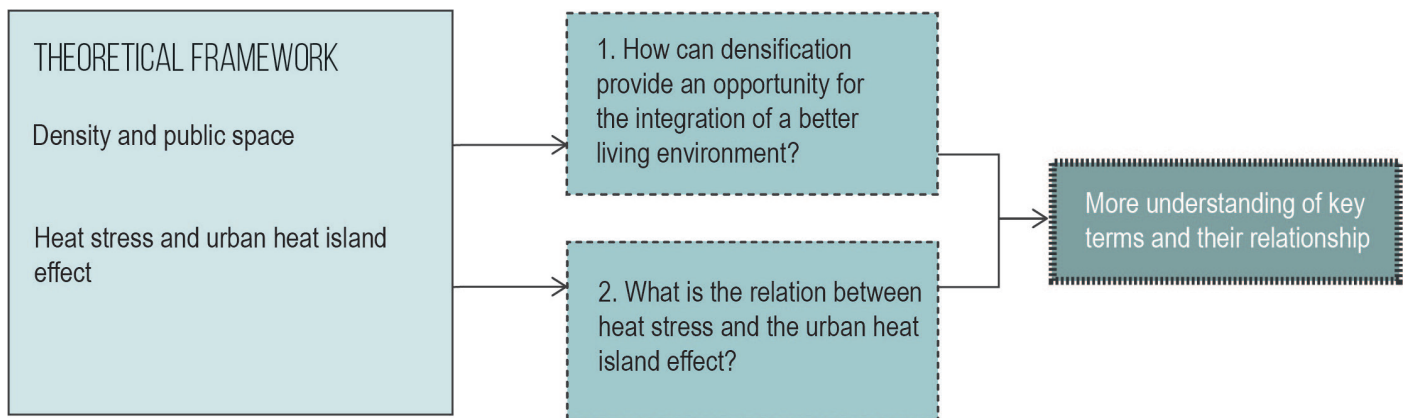 THEORETICAL FRAMEWORK
Density and public space
Heat stress and urban heat island
effect
1. How can densification
provide an opportunity for
the integration of a better
living environment?
2. What is the relation between
heat stress and the urban heat
island effect?
More understanding of key
terms and their relationship